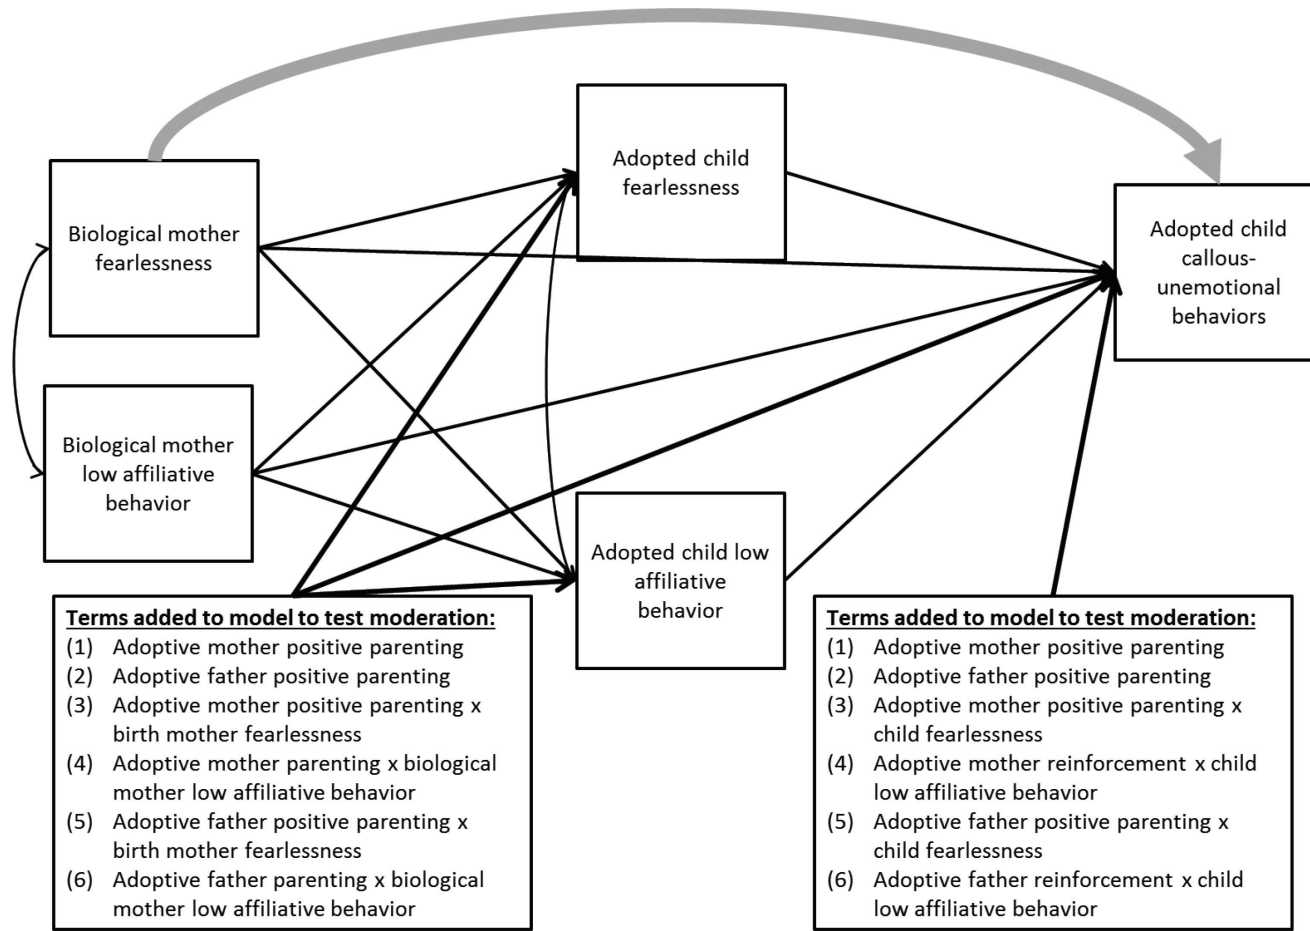 Adopted child
fearlessness
Biological mother
fearlessness
Adopted child
callous-
unemotional
behaviors
Biological mother
low affiliative
behavior
Adopted child low
affiliative
behavior
Terms added to model to test moderation:
(1) Adoptive mother positive parenting
(2) Adoptive father positive parenting
(3) Adoptive mother positive parenting x
birth mother fearlessness
(4) Adoptive mother parenting x biological
mother low affiliative behavior
(5) Adoptive father positive parenting x
birth mother fearlessness
(6) Adoptive father parenting x biological
mother low affiliative behavior
Terms added to model to test moderation:
(1) Adoptive mother positive parenting
(2) Adoptive father positive parenting
(3) Adoptive mother positive parenting x
child fearlessness
(4) Adoptive mother reinforcement x child
low affiliative behavior
(5) Adoptive father positive parenting x
child fearlessness
(6) Adoptive father reinforcement x child
low affiliative behavior